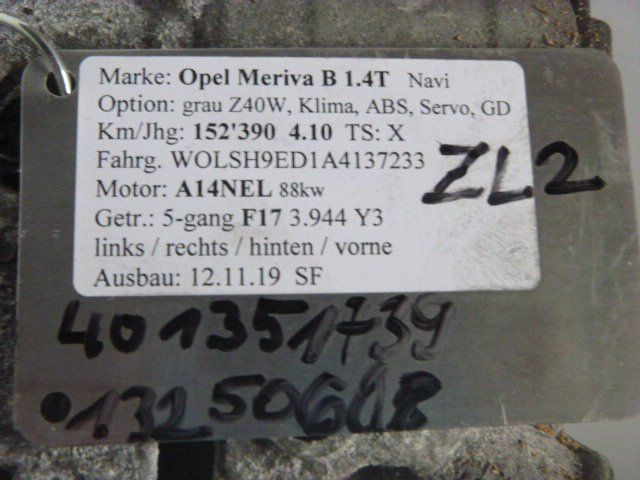 Marke: Opel Meriva B 1.4T Navi
Option: grau Z40W, Klima, ABS, Servo, GD
Km/Jhg: 152'390 4.10 TS: X
Fahrg. WOLSH9ED1A4137233
Motor: A14NEL 88kw
Getr.: 5-gang F17 3.944 Y3
links / rechts / hinten / vorne
Ausbau: 12.11.19 SF
ZL2
401351739
13250608